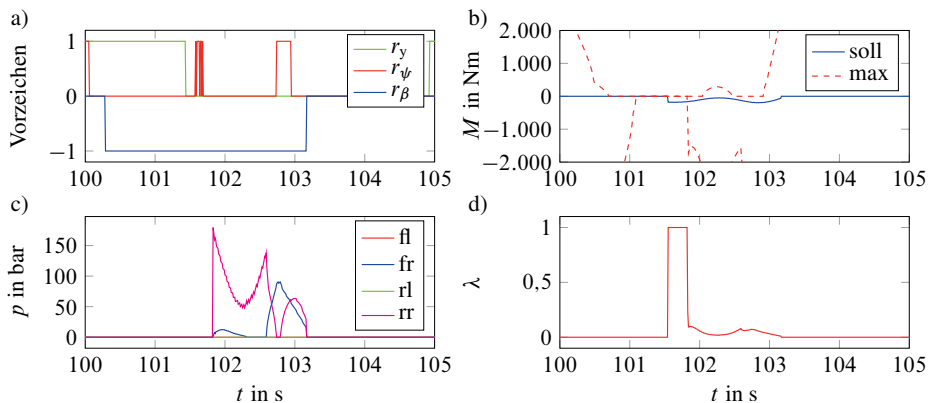 a)
Vorzeichen
1
0
−1
r_y
r_ψ̇
r_β
100 101 102 103 104 105
b)
M in Nm
2.000
1.000
0
−1.000
−2.000
soll
max
100 101 102 103 104 105
c)
p in bar
150
100
50
0
fl
fr
rl
rr
100 101 102 103 104 105
t in s
d)
λ
1
0,5
0
100 101 102 103 104 105
t in s